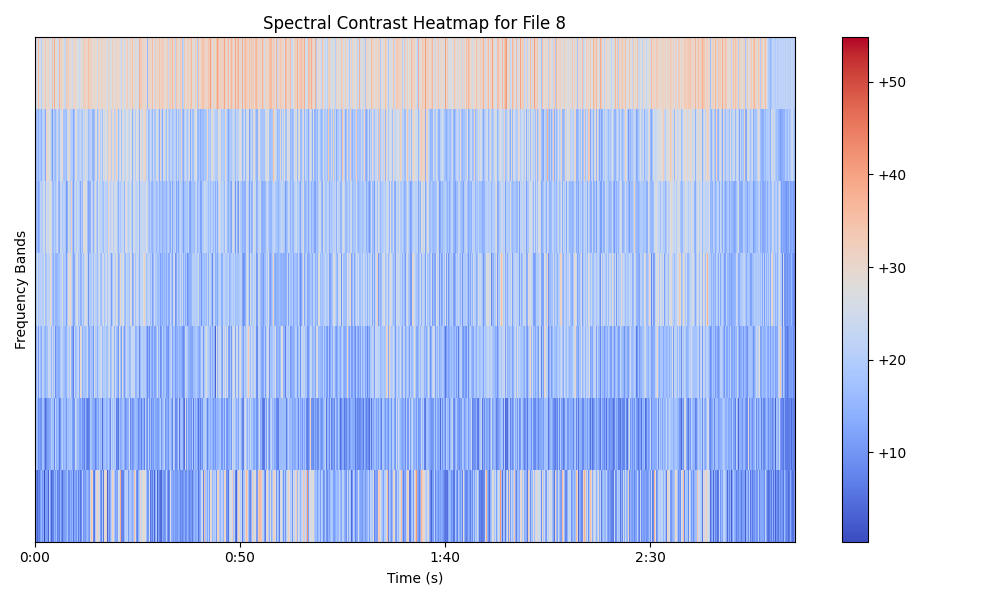 Spectral Contrast Heatmap for File 8
Frequency Bands
+50
+40
+30
+20
+10
0:00 0:50 1:40 2:30
Time (s)